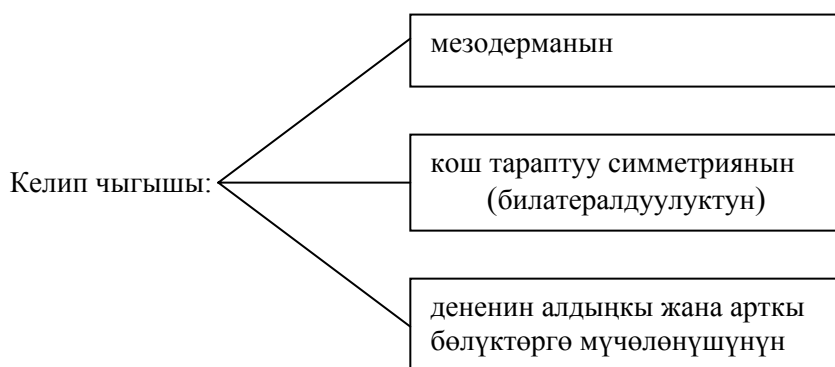 мезодерманын
кош тараптуу симметриянын
(билатералдуулуктун)
Келип чыгышы:
дененин алдыңкы жана арткы
бөлүктөргө мүчөлөнүшүнүн